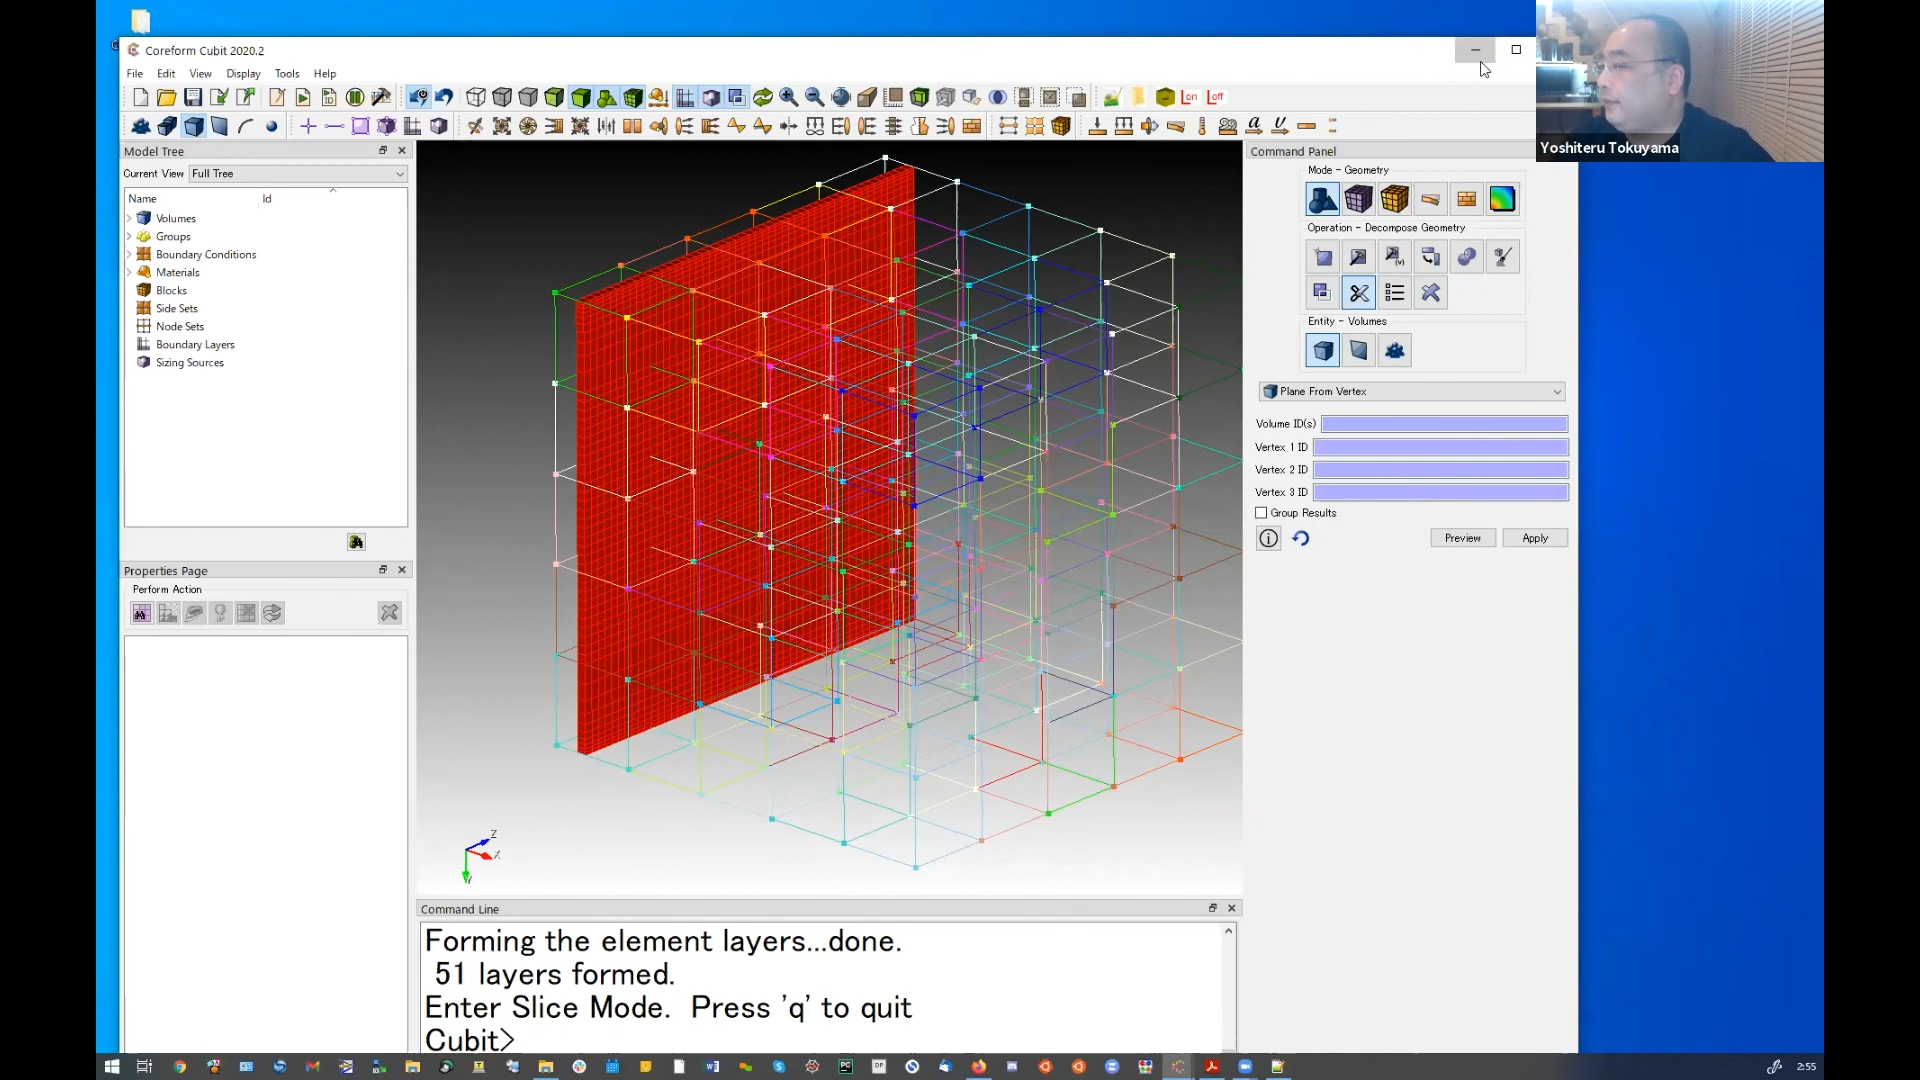 Coreform Cubit 2020.2
File Edit View Display Tools Help
on off
Model Tree
Current View Full Tree
Name Id
Volumes
Groups
Boundary Conditions
Materials
Blocks
Side Sets
Node Sets
Boundary Layers
Sizing Sources
Properties Page
Perform Action
Z
X
Y
Command Line
Forming the element layers...done.
51 layers formed.
Enter Slice Mode. Press 'q' to quit
Cubit>
Yoshiteru Tokuyama
Command Panel
Mode - Geometry
Operation - Decompose Geometry
Entity - Volumes
Plane From Vertex
Volume ID(s)
Vertex 1 ID
Vertex 2 ID
Vertex 3 ID
Group Results
Preview Apply
2:55